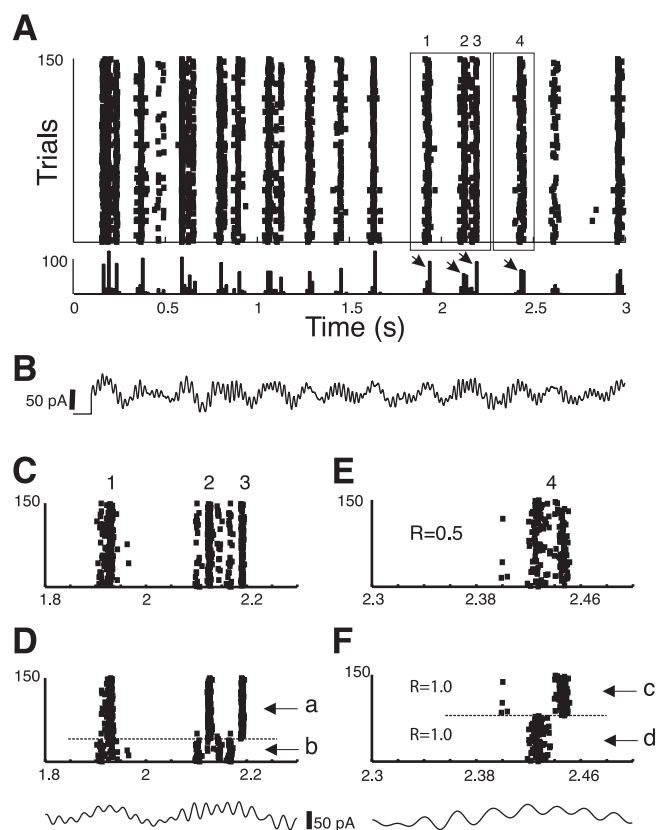 A
1 2 3 4
150
Trials
100
0 0.5 1 1.5 2 2.5 3
Time (s)
B
50 pA
C
1 2 3
150
1.8 2 2.2
E
4
150
R=0.5
2.3 2.38 2.46
D
150
a
b
1.8 2 2.2
F
150
R=1.0
c
R=1.0
d
2.3 2.38 2.46
50 pA